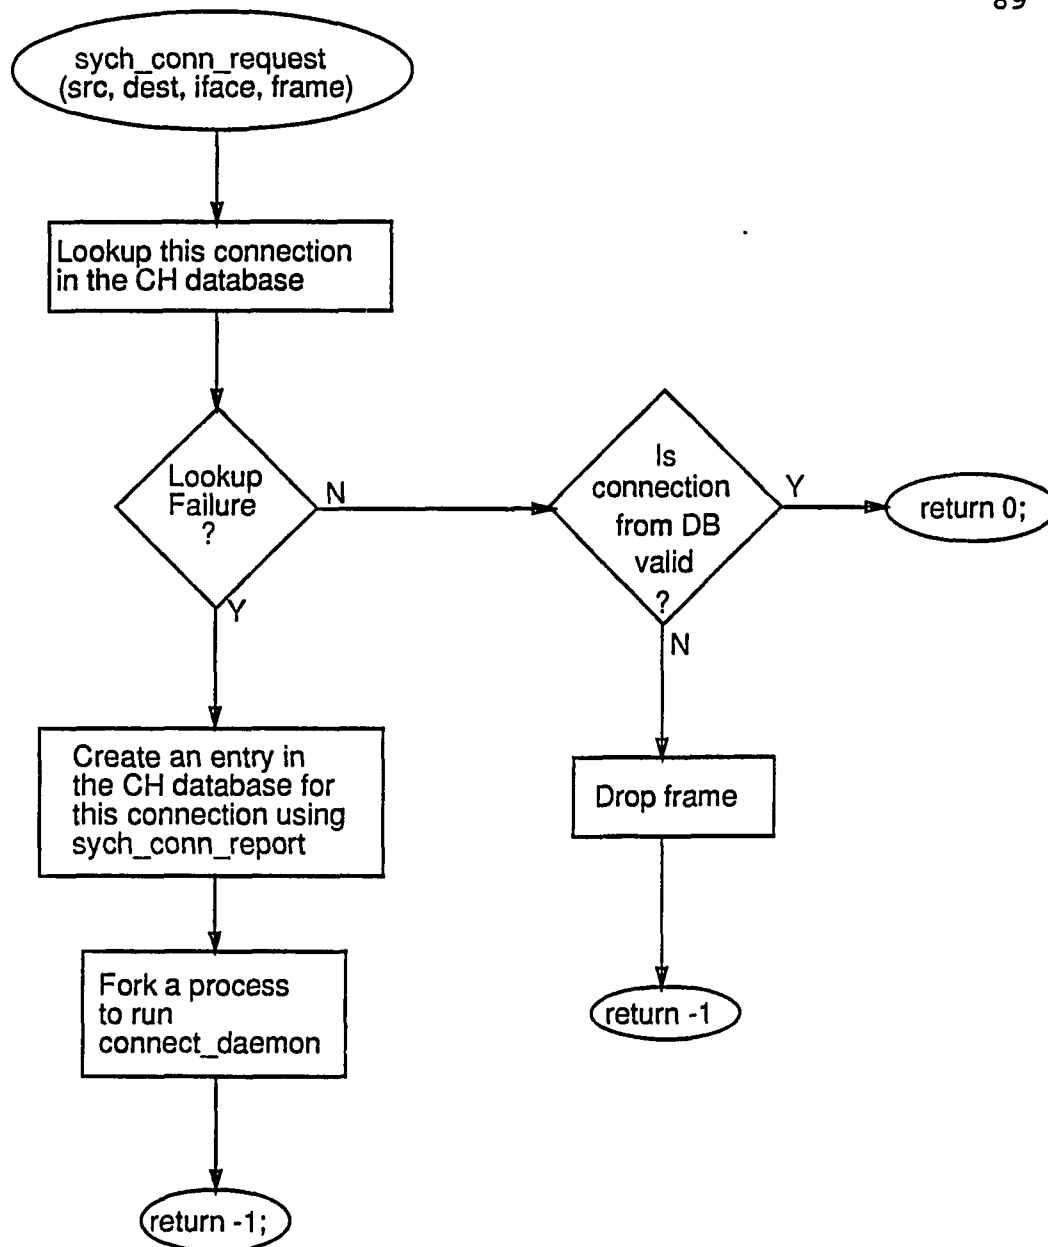 89
sych_conn_request
(src, dest, iface, frame)
Lookup this connection
in the CH database
Lookup
Failure
?
N
Y
Is
connection
from DB
valid
?
Y
return 0;
N
Drop frame
return -1
Create an entry in
the CH database for
this connection using
sych_conn_report
Fork a process
to run
connect_daemon
return -1;